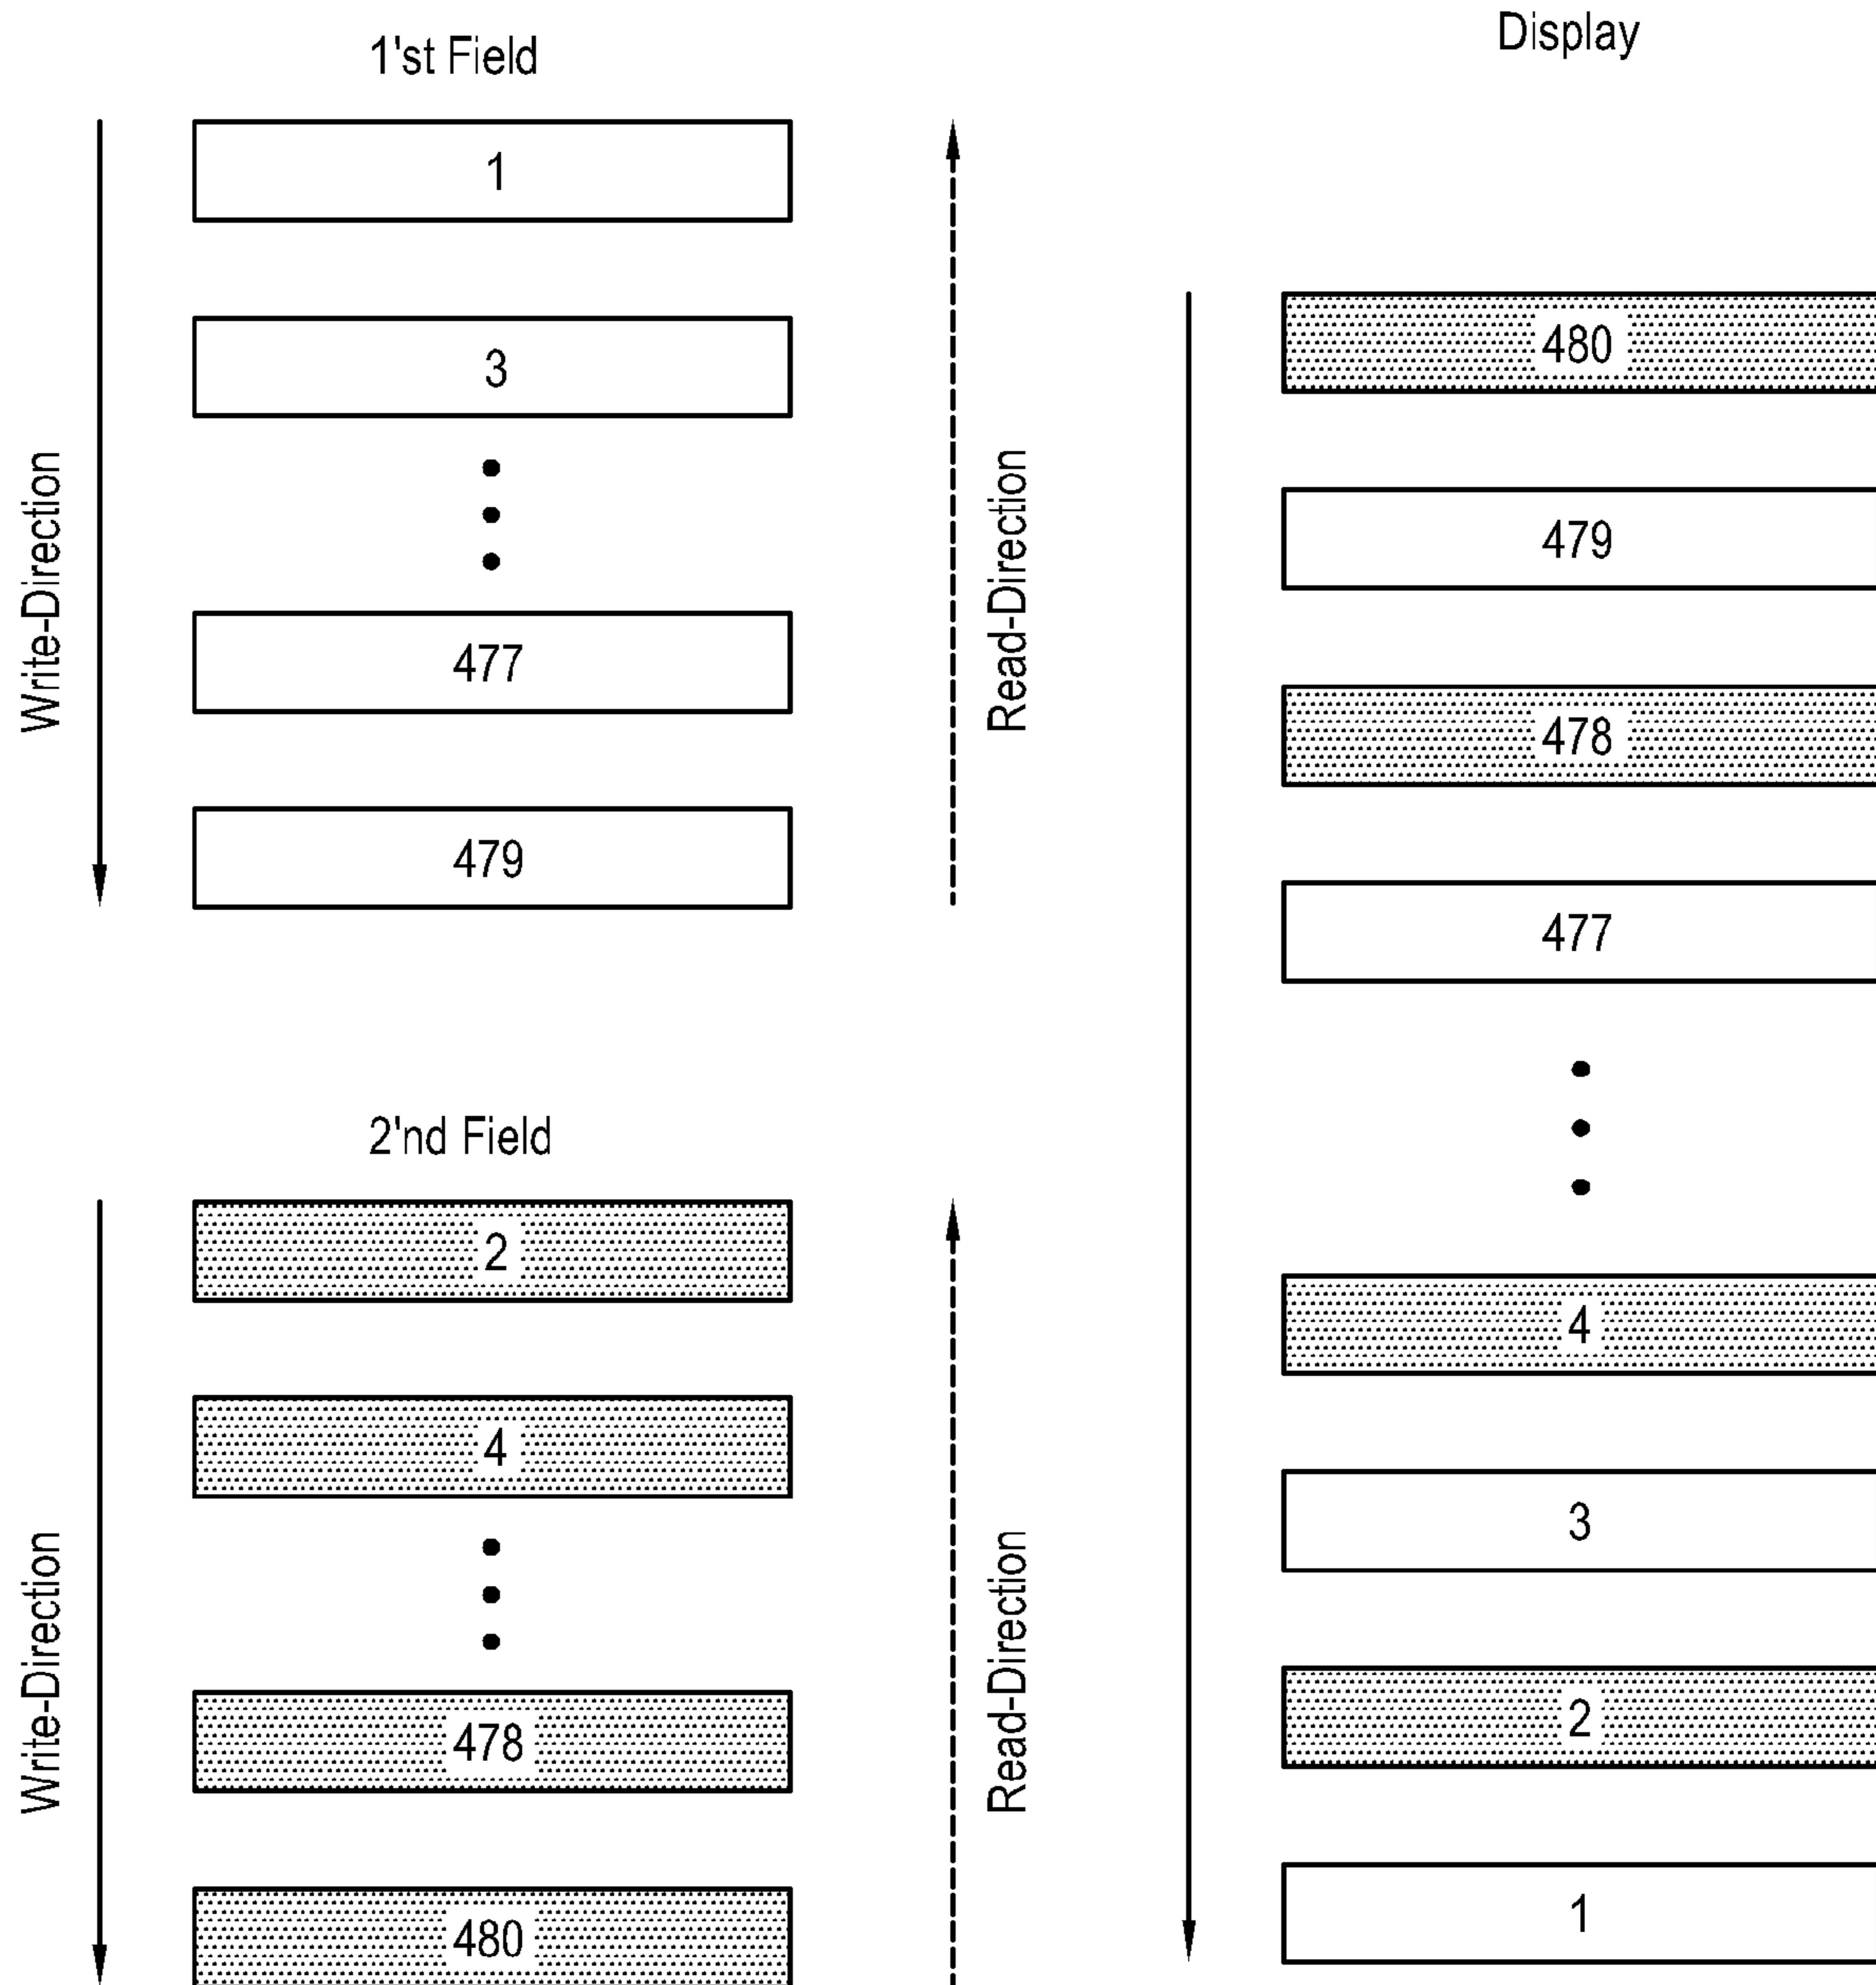 1'st Field
Write-Direction
1
3
477
479
Read-Direction
2'nd Field
Write-Direction
2
4
478
480
Read-Direction
Display
480
479
478
477
4
3
2
1